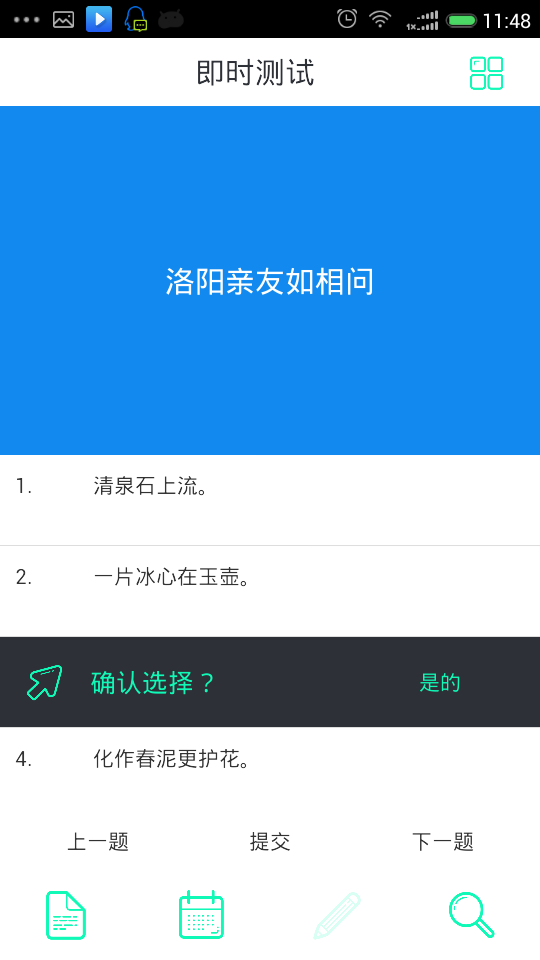 11:48
即时测试
洛阳亲友如相问
1. 清泉石上流。
2. 一片冰心在玉壶。
确认选择？ 是的
4. 化作春泥更护花。
上一题 提交 下一题